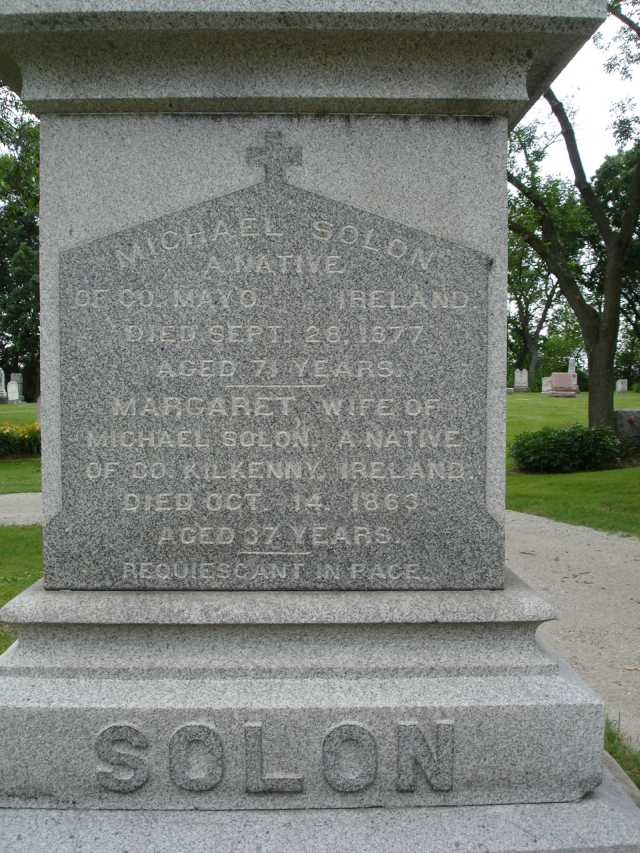 MICHAEL SOLON
A NATIVE
OF CO. MAYO IRELAND
DIED SEPT. 28, 1877
AGED 71 YEARS.
MARGARET, WIFE OF
MICHAEL SOLON, A NATIVE
OF CO. KILKENNY, IRELAND.
DIED OCT. 14, 1863
AGED 37 YEARS.
REQUIESCANT IN PACE.
SOLON